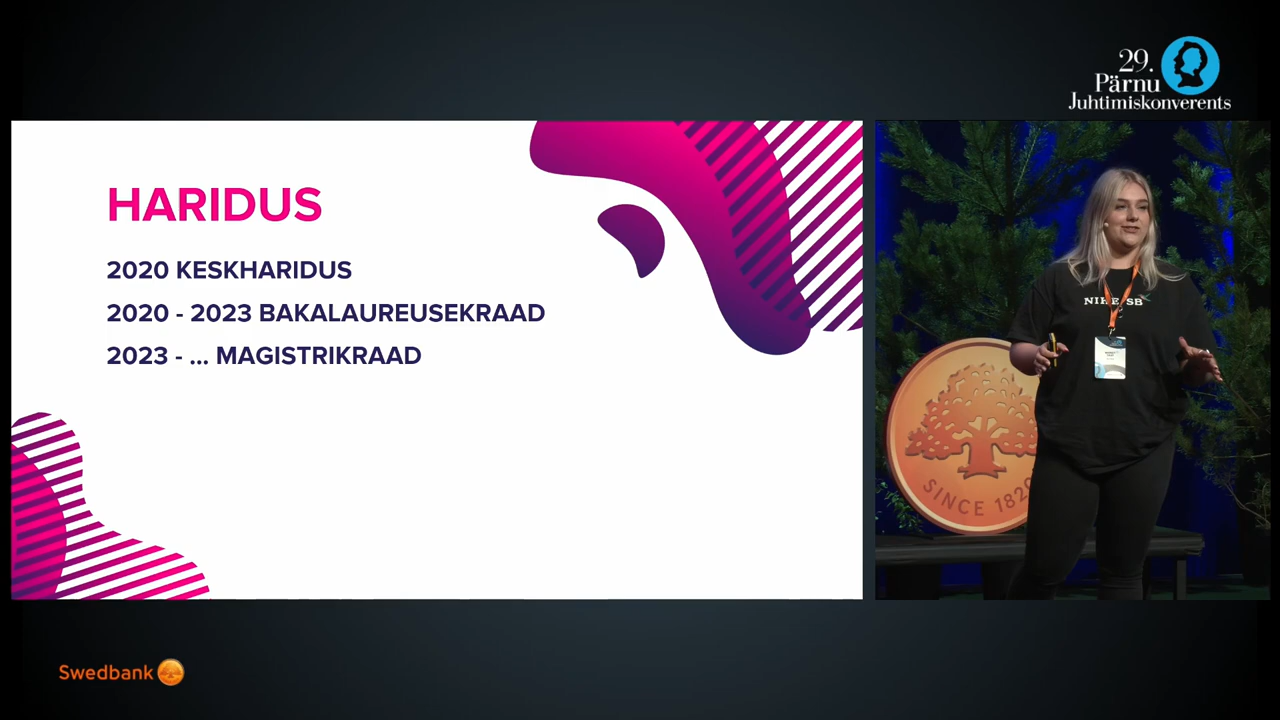 29.
Pärnu
Juhtimiskonverents
HARIDUS
2020 KESKHARIDUS
2020 - 2023 BAKALAUREUSEKRAAD
2023 - ... MAGISTRIKRAAD
NIKE SB
SINCE 1820
Swedbank